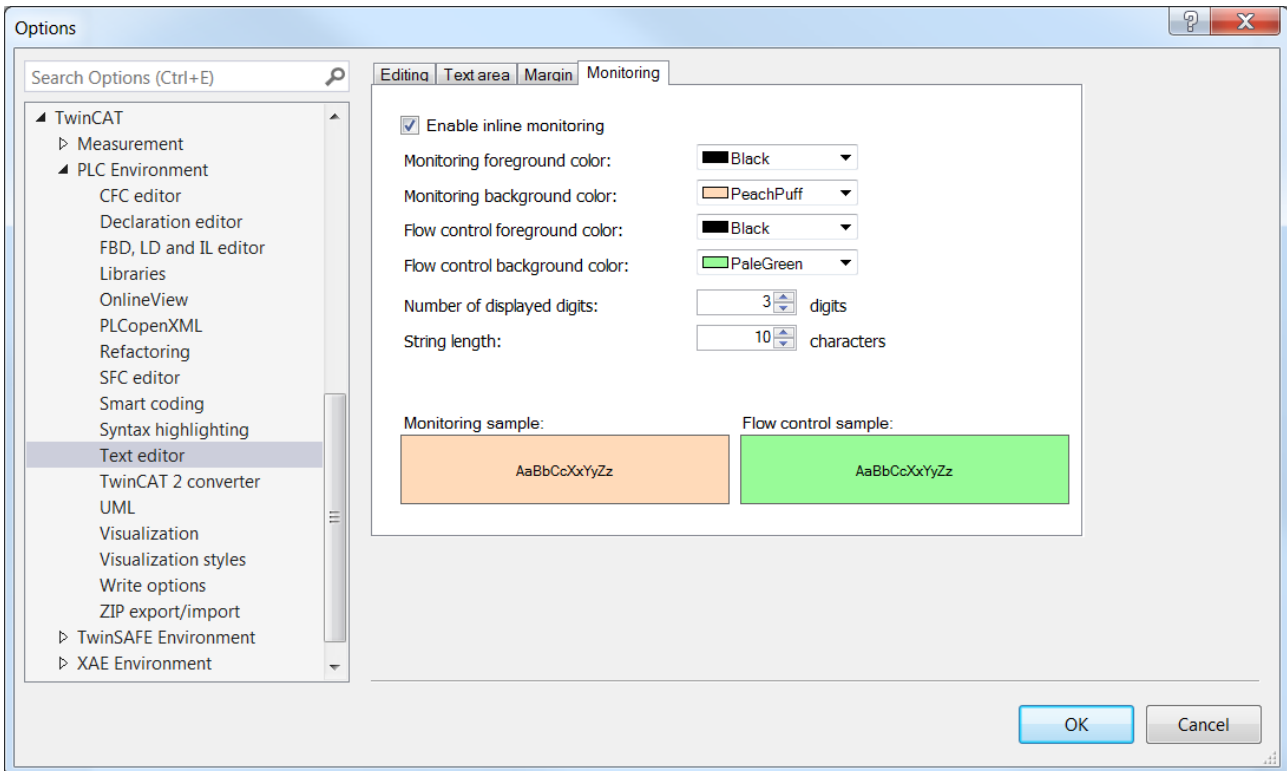 Options
Search Options (Ctrl+E)
TwinCAT
Measurement
PLC Environment
CFC editor
Declaration editor
FBD, LD and IL editor
Libraries
OnlineView
PLCopenXML
Refactoring
SFC editor
Smart coding
Syntax highlighting
Text editor
TwinCAT 2 converter
UML
Visualization
Visualization styles
Write options
ZIP export/import
TwinSAFE Environment
XAE Environment
Editing Text area Margin Monitoring
Enable inline monitoring
Monitoring foreground color: Black
Monitoring background color: PeachPuff
Flow control foreground color: Black
Flow control background color: PaleGreen
Number of displayed digits: 3 digits
String length: 10 characters
Monitoring sample: Flow control sample:
AaBbCcXxYyZz AaBbCcXxYyZz
OK Cancel